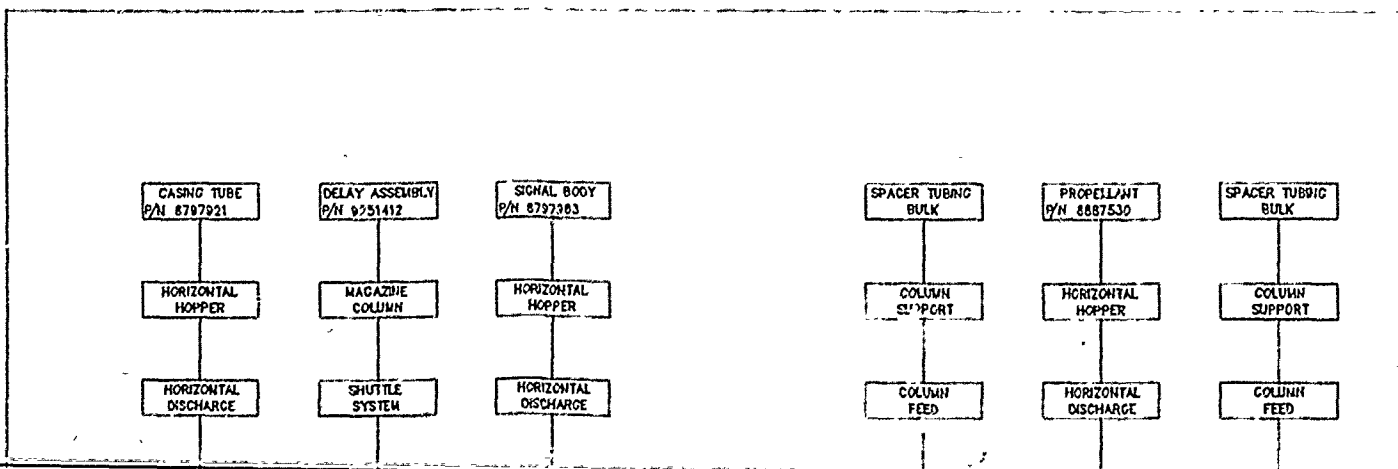 CASING TUBE
P/N 8797921
DELAY ASSEMBLY
P/N 9251412
SIGNAL BODY
P/N 8797983
SPACER TUBING
BULK
PROPELLANT
P/N 8887530
SPACER TUBING
BULK
HORIZONTAL
HOPPER
MAGAZINE
COLUMN
HORIZONTAL
HOPPER
COLUMN
SUPPORT
HORIZONTAL
HOPPER
COLUMN
SUPPORT
HORIZONTAL
DISCHARGE
SHUTTLE
SYSTEM
HORIZONTAL
DISCHARGE
COLUMN
FEED
HORIZONTAL
DISCHARGE
COLUMN
FEED